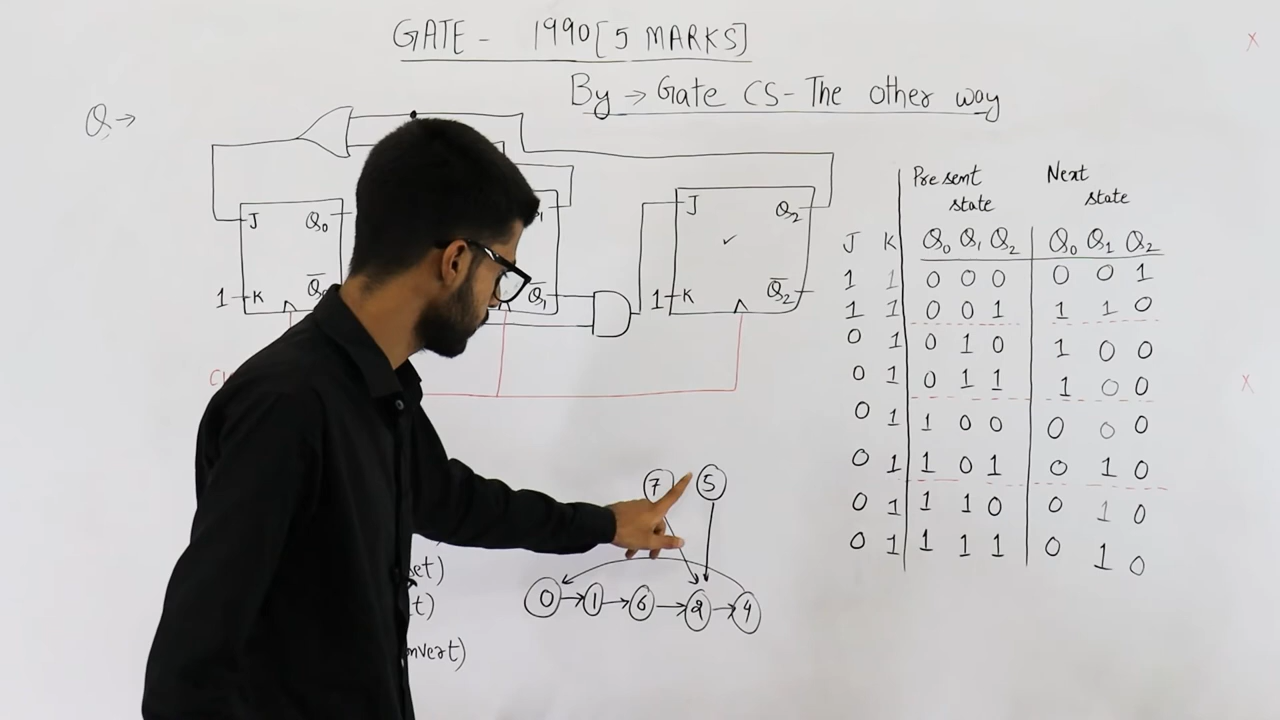 GATE - 1990 [5 MARKS]
By → Gate CS - The other way
Q →
J Q₀
1 K
Q̄₁
J Q₂
1 K Q̄₂
Present state Next state
J K Q₀ Q₁ Q₂ Q₀ Q₁ Q₂
1 1 0 0 0 0 0 1
1 1 0 0 1 1 1 0
0 1 0 1 0 1 0 0
0 1 0 1 1 1 0 0
0 1 1 0 0 0 0 0
0 1 1 0 1 0 1 0
0 1 1 1 0 0 1 0
0 1 1 1 1 0 1 0
7 5
0 → 1 → 6 → 2 → 4